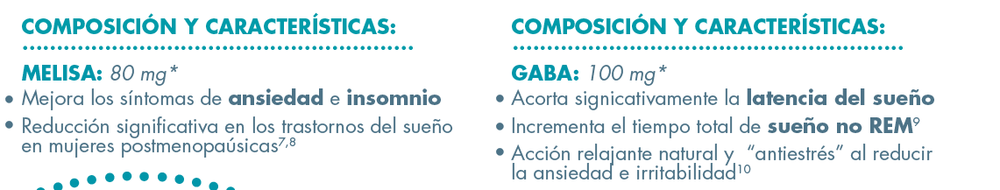 COMPOSICIÓN Y CARACTERÍSTICAS:
MELISA: 80 mg*
• Mejora los síntomas de ansiedad e insomnio
• Reducción significativa en los trastornos del sueño
en mujeres postmenopaúsicas7,8
COMPOSICIÓN Y CARACTERÍSTICAS:
GABA: 100 mg*
• Acorta signicativamente la latencia del sueño
• Incrementa el tiempo total de sueño no REM9
• Acción relajante natural y "antiestrés" al reducir
la ansiedad e irritabilidad10